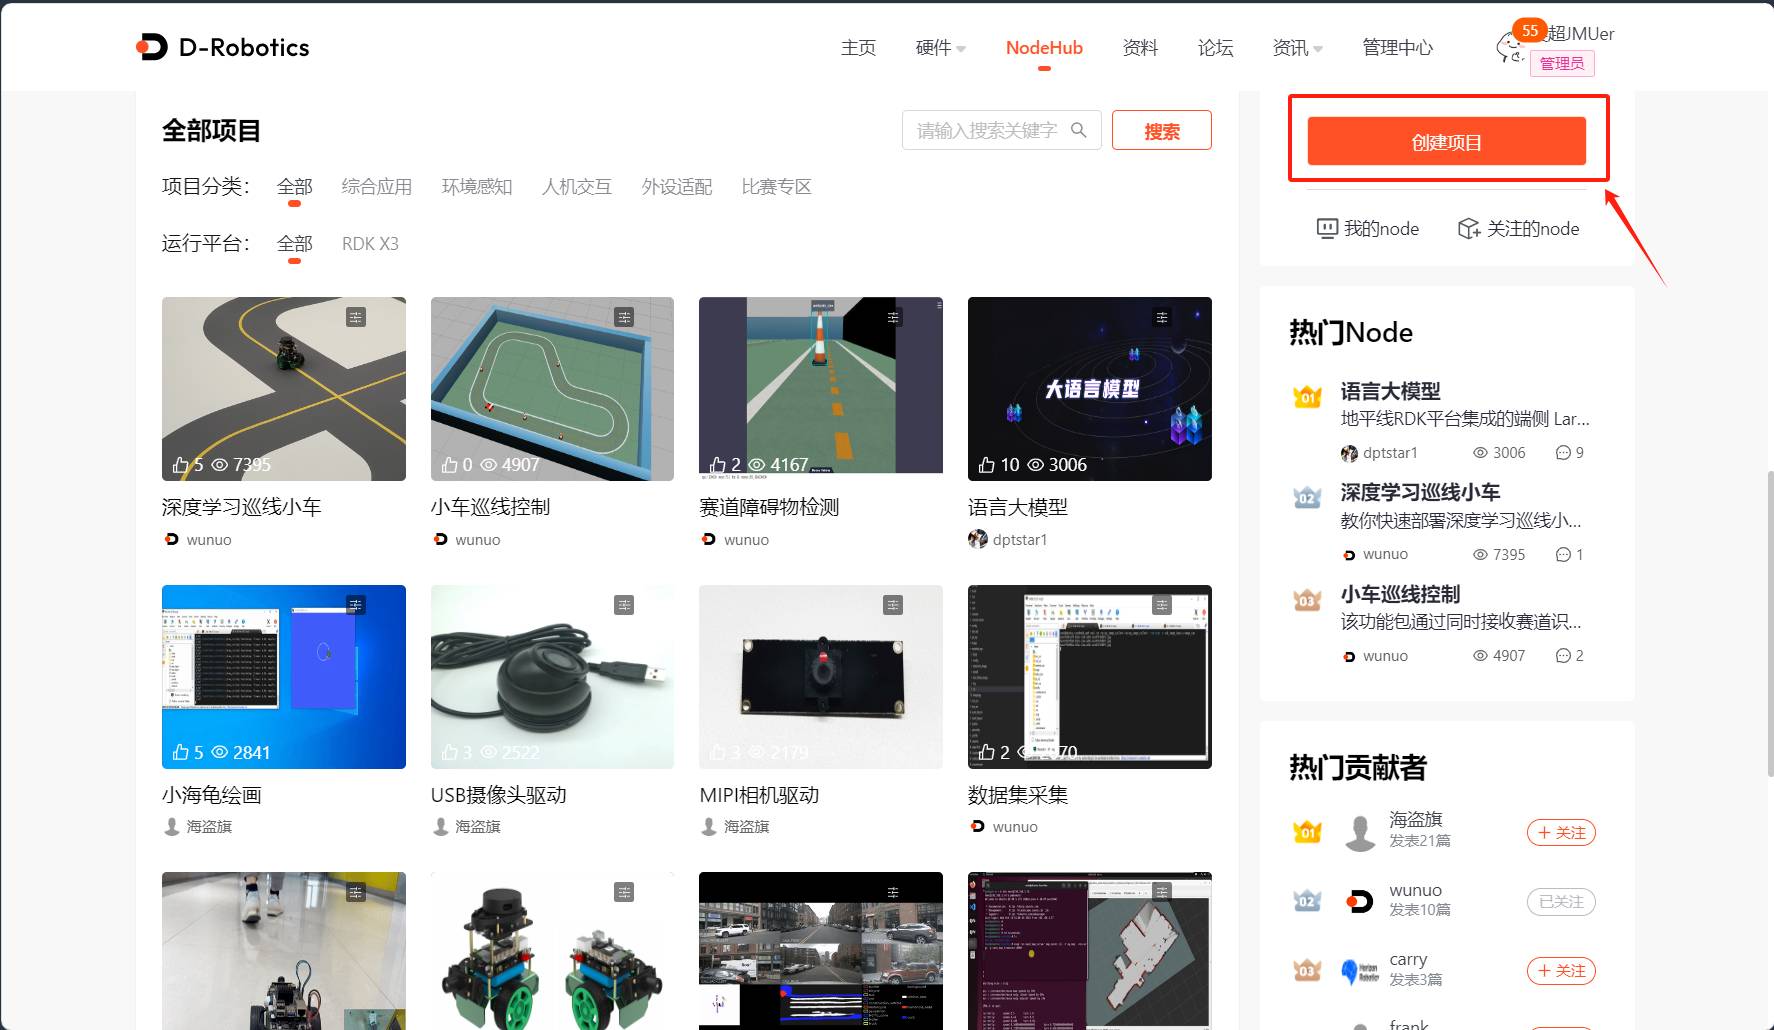 D-Robotics
主页
硬件
NodeHub
资料
论坛
资讯
管理中心
55
超JMUer
管理员
全部项目
请输入搜索关键字
搜索
项目分类：
全部
综合应用
环境感知
人机交互
外设适配
比赛专区
运行平台：
全部
RDK X3
5
7395
深度学习巡线小车
wunuo
0
4907
小车巡线控制
wunuo
2
4167
赛道障碍物检测
wunuo
大语言模型
10
3006
语言大模型
dptstar1
5
2841
小海龟绘画
海盗旗
3
2522
USB摄像头驱动
海盗旗
3
2179
MIPI相机驱动
海盗旗
2
70
数据集采集
wunuo
创建项目
我的node
关注的node
热门Node
01
语言大模型
地平线RDK平台集成的端侧 Lar...
dptstar1
3006
9
02
深度学习巡线小车
教你快速部署深度学习巡线小...
wunuo
7395
1
03
小车巡线控制
该功能包通过同时接收赛道识...
wunuo
4907
2
热门贡献者
01
海盗旗
发表21篇
+ 关注
02
wunuo
发表10篇
已关注
03
Horizon Robotics
carry
发表3篇
+ 关注
frank